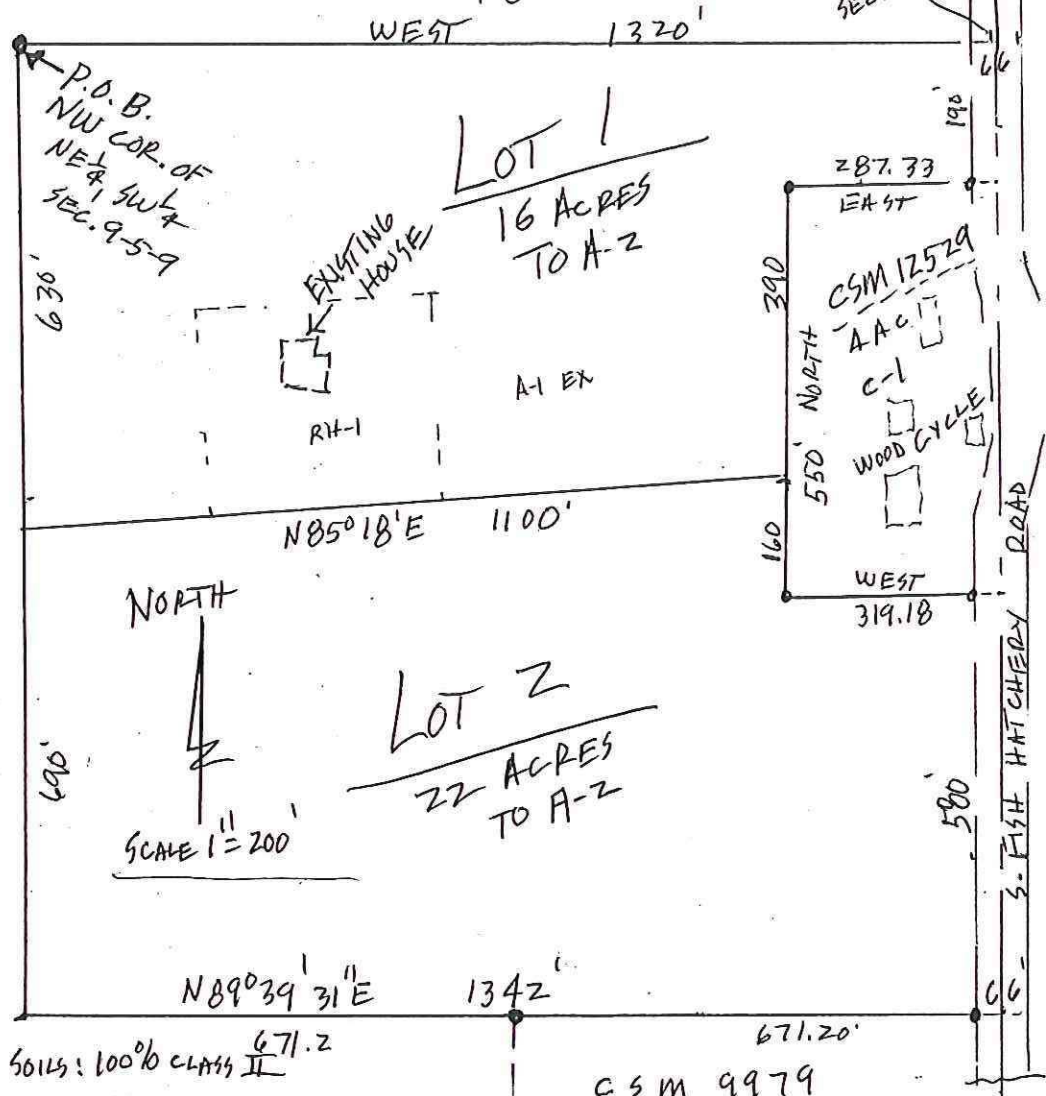 WEST 1320'
SEC.
66
P.O.B.
NW COR. OF
NE¼ SW¼
SEC. 9-5-9
LOT 1
16 ACRES
TO A-2
190'
287.33
EAST
EXISTING
HOUSE
630'
390
NORTH
550'
160
CSM 12529
AAC
C-1
WOOD CYCLE
A-1 EX
RH-1
N85°18'E 1100'
WEST
319.18
NORTH
SCALE 1"=200'
LOT 2
22 ACRES
TO A-2
690'
580'
S. FISH HATCHERY ROAD
N89°39'31"E 1342'
66'
671.2
671.20'
SOILS: 100% CLASS II
CSM 9979